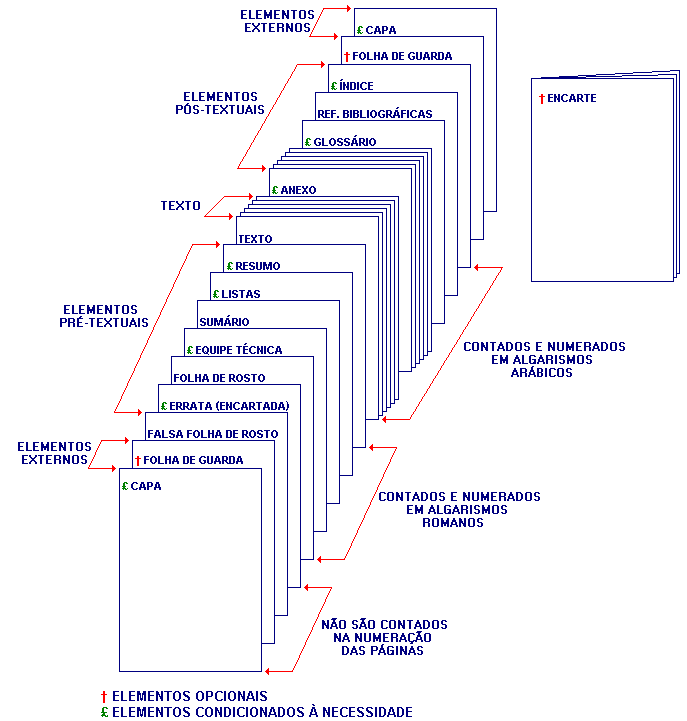 ELEMENTOS
EXTERNOS
£ CAPA
† FOLHA DE GUARDA
£ ÍNDICE
ELEMENTOS
PÓS-TEXTUAIS
REF. BIBLIOGRÁFICAS
£ GLOSSÁRIO
£ ANEXO
† ENCARTE
TEXTO
TEXTO
£ RESUMO
£ LISTAS
ELEMENTOS
PRÉ-TEXTUAIS
SUMÁRIO
£ EQUIPE TÉCNICA
FOLHA DE ROSTO
£ ERRATA (ENCARTADA)
FALSA FOLHA DE ROSTO
ELEMENTOS
EXTERNOS
† FOLHA DE GUARDA
£ CAPA
CONTADOS E NUMERADOS
EM ALGARISMOS
ARÁBICOS
CONTADOS E NUMERADOS
EM ALGARISMOS
ROMANOS
NÃO SÃO CONTADOS
NA NUMERAÇÃO
DAS PÁGINAS
† ELEMENTOS OPCIONAIS
£ ELEMENTOS CONDICIONADOS À NECESSIDADE